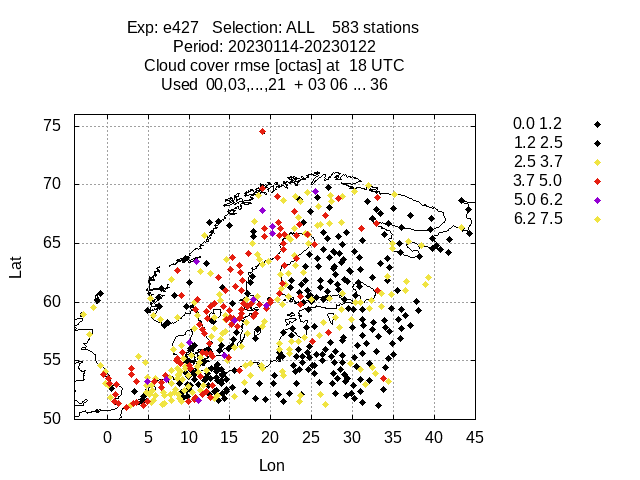 Exp: e427 Selection: ALL 583 stations
Period: 20230114-20230122
Cloud cover rmse [octas] at 18 UTC
Used 00,03,...,21 + 03 06 ... 36
75
70
65
60
55
50
Lat
0 5 10 15 20 25 30 35 40 45
Lon
0.0 1.2
1.2 2.5
2.5 3.7
3.7 5.0
5.0 6.2
6.2 7.5